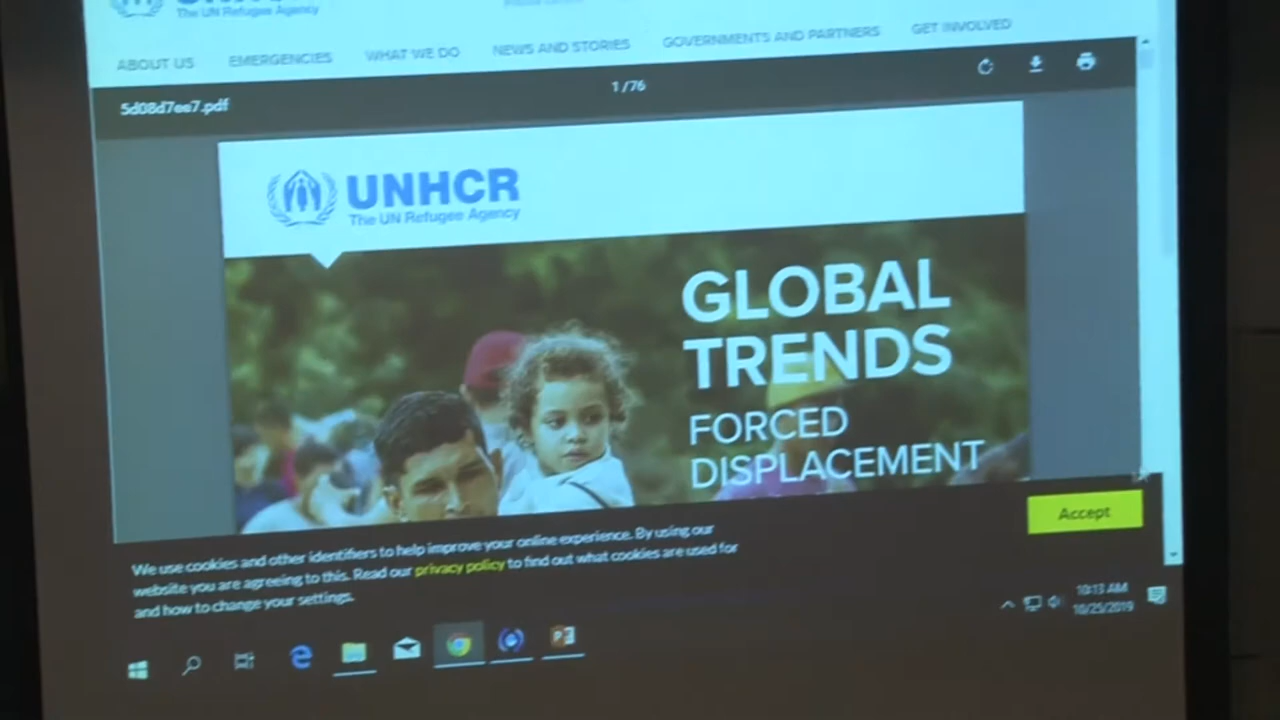 The UN Refugee Agency
ABOUT US EMERGENCIES WHAT WE DO NEWS AND STORIES GOVERNMENTS AND PARTNERS GET INVOLVED
5d08d7ee7.pdf
1 / 76
UNHCR
The UN Refugee Agency
GLOBAL
TRENDS
FORCED
DISPLACEMENT
We use cookies and other identifiers to help improve your online experience. By using our
website you are agreeing to this. Read our privacy policy to find out what cookies are used for
and how to change your settings.
Accept
10:13 AM
10/25/2019